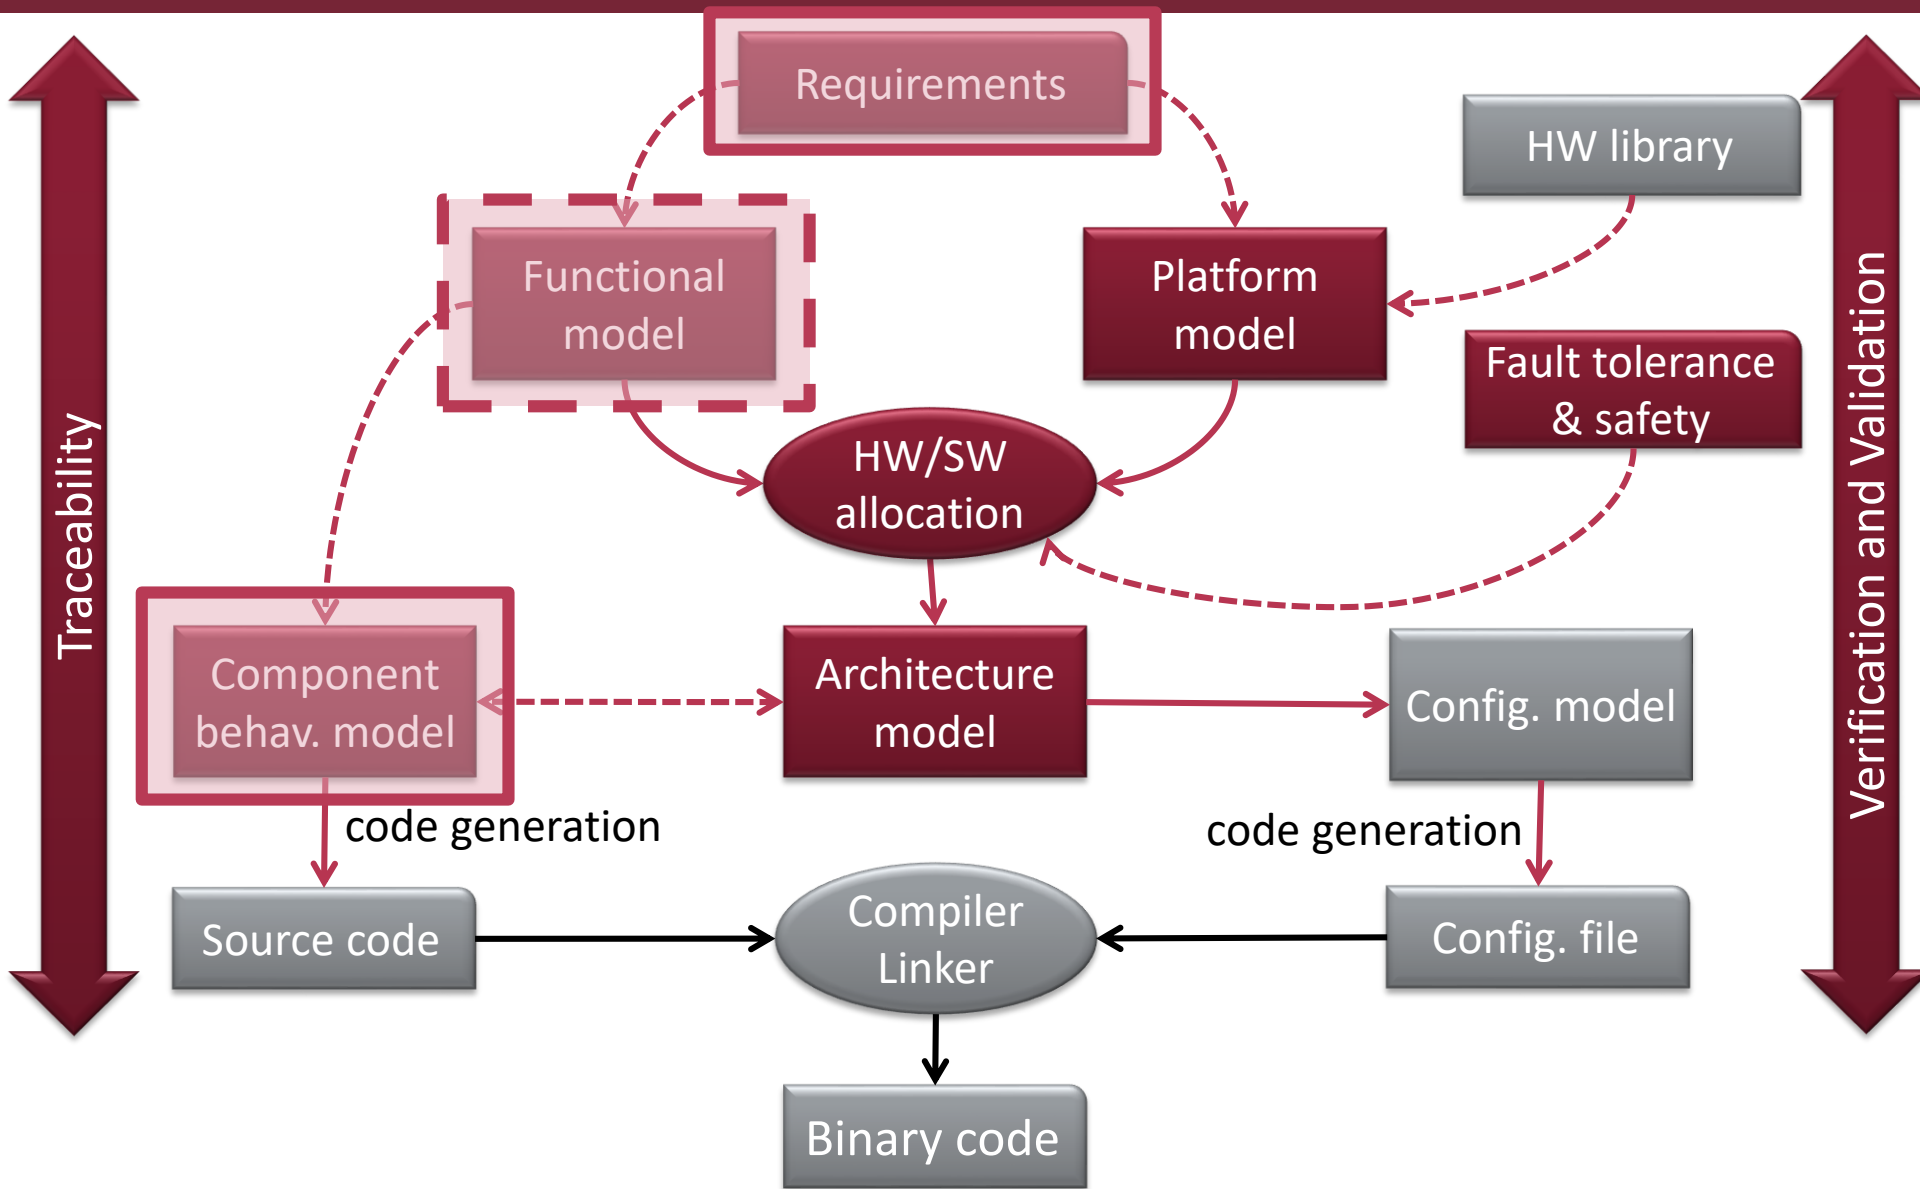 Requirements
HW library
Functional
model
Platform
model
Fault tolerance
& safety
HW/SW
allocation
Traceability
Verification and Validation
Component
behav. model
Architecture
model
Config. model
code generation
code generation
Source code
Compiler
Linker
Config. file
Binary code